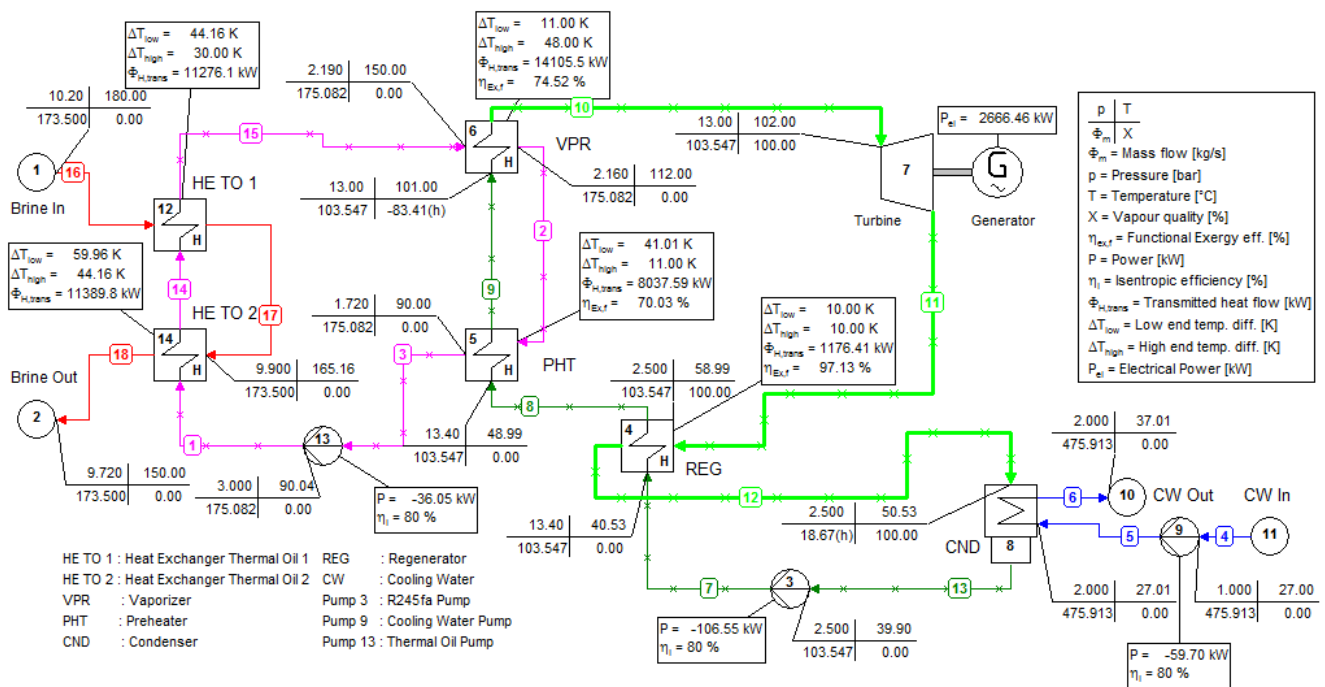 ΔT_low = 44.16 K
ΔT_high = 30.00 K
Φ_H,trans = 11276.1 kW
ΔT_low = 11.00 K
ΔT_high = 48.00 K
Φ_H,trans = 14105.5 kW
η_Ex,f = 74.52 %
2.190 150.00
175.082 0.00
10.20 180.00
173.500 0.00
15
10
6
VPR
H
13.00 102.00
103.547 100.00
P_el = 2666.46 kW
p T
Φ_m X
Φ_m = Mass flow [kg/s]
p = Pressure [bar]
T = Temperature [°C]
X = Vapour quality [%]
η_ex,f = Functional Exergy eff. [%]
P = Power [kW]
η_i = Isentropic efficiency [%]
Φ_H,trans = Transmitted heat flow [kW]
ΔT_low = Low end temp. diff. [K]
ΔT_high = High end temp. diff. [K]
P_el = Electrical Power [kW]
1
16
Brine In
HE TO 1
12
H
13.00 101.00
103.547 -83.41(h)
2.160 112.00
175.082 0.00
7
Turbine
G
Generator
ΔT_low = 59.96 K
ΔT_high = 44.16 K
Φ_H,trans = 11389.8 kW
14
17
HE TO 2
14
H
18
Brine Out
2
9.900 165.16
173.500 0.00
9.720 150.00
173.500 0.00
2
9
ΔT_low = 41.01 K
ΔT_high = 11.00 K
Φ_H,trans = 8037.59 kW
η_Ex,f = 70.03 %
1.720 90.00
175.082 0.00
3
5
H
PHT
8
11
ΔT_low = 10.00 K
ΔT_high = 10.00 K
Φ_H,trans = 1176.41 kW
η_Ex,f = 97.13 %
2.500 58.99
103.547 100.00
4
H
REG
12
1
13
13.40 48.99
103.547 0.00
3.000 90.04
175.082 0.00
P = -36.05 kW
η_i = 80 %
13.40 40.53
103.547 0.00
2.500 50.53
18.67(h) 100.00
2.000 37.01
475.913 0.00
6
10
CW Out
CW In
5
9
4
11
CND
8
7
3
13
2.000 27.01
475.913 0.00
1.000 27.00
475.913 0.00
P = -106.55 kW
η_i = 80 %
2.500 39.90
103.547 0.00
P = -59.70 kW
η_i = 80 %
HE TO 1 : Heat Exchanger Thermal Oil 1 REG : Regenerator
HE TO 2 : Heat Exchanger Thermal Oil 2 CW : Cooling Water
VPR : Vaporizer Pump 3 : R245fa Pump
PHT : Preheater Pump 9 : Cooling Water Pump
CND : Condenser Pump 13 : Thermal Oil Pump